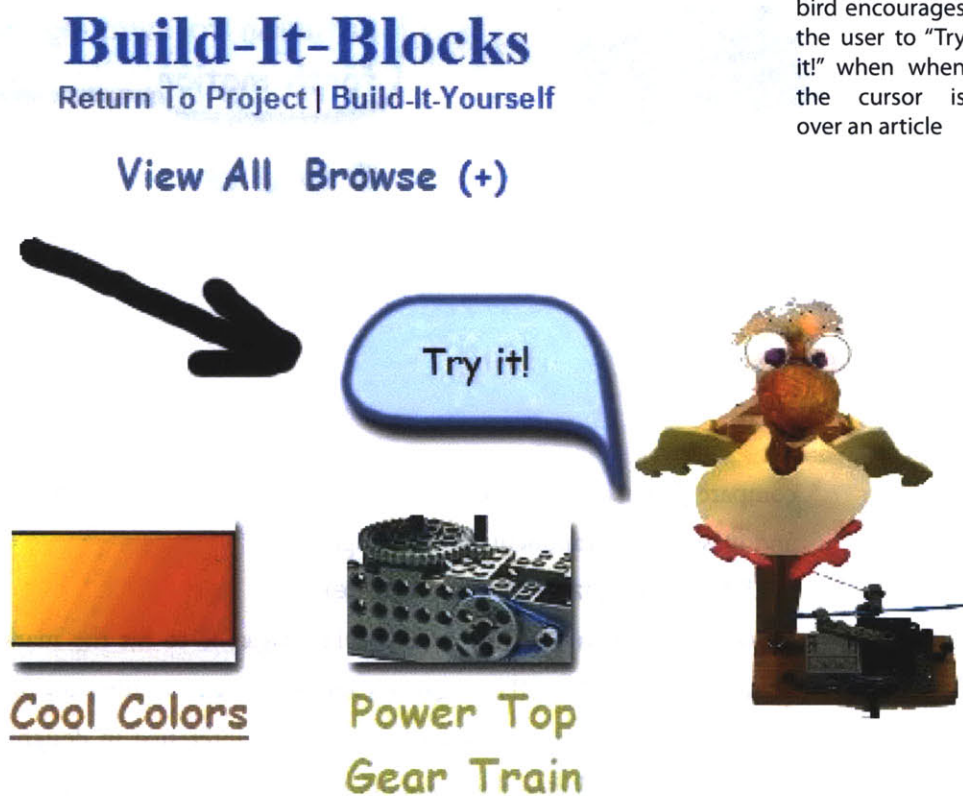 bird encourages
the user to “Try
it!” when when
the cursor is
over an article
Build-It-Blocks
Return To Project | Build-It-Yourself
View All Browse (+)
Try it!
Cool Colors
Power Top
Gear Train